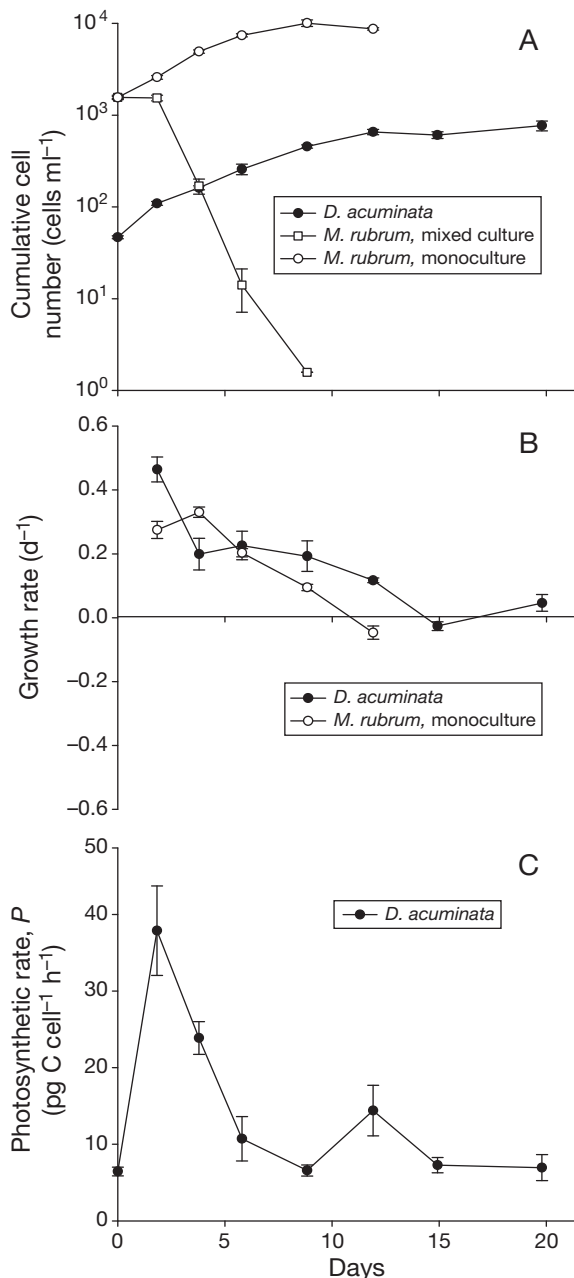 A
10⁴
10³
10²
10¹
10⁰
Cumulative cell
number (cells ml⁻¹)
D. acuminata
M. rubrum, mixed culture
M. rubrum, monoculture
B
0.6
0.4
0.2
0.0
–0.2
–0.4
–0.6
Growth rate (d⁻¹)
D. acuminata
M. rubrum, monoculture
C
50
40
30
20
10
0
Photosynthetic rate, P
(pg C cell⁻¹ h⁻¹)
D. acuminata
0 5 10 15 20
Days